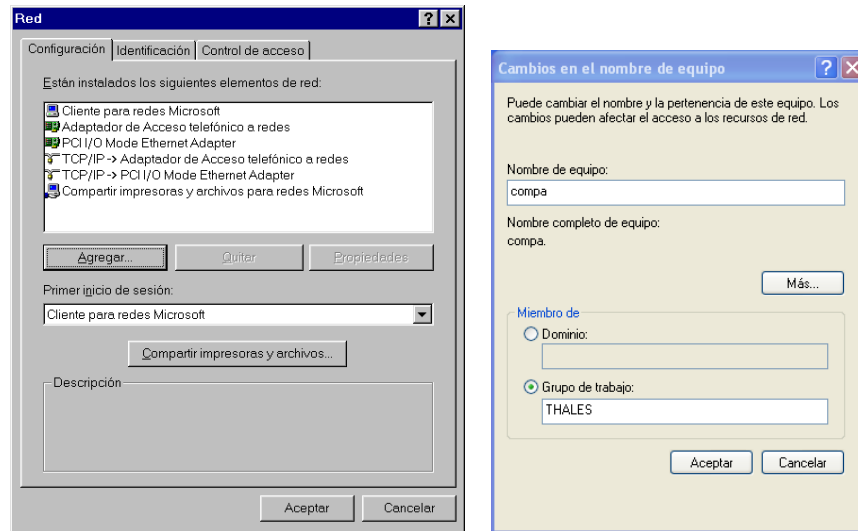 Red
Configuración Identificación Control de acceso
Están instalados los siguientes elementos de red:
Cliente para redes Microsoft
Adaptador de Acceso telefónico a redes
PCI I/O Mode Ethernet Adapter
TCP/IP -> Adaptador de Acceso telefónico a redes
TCP/IP -> PCI I/O Mode Ethernet Adapter
Compartir impresoras y archivos para redes Microsoft
Agregar... Quitar Propiedades
Primer inicio de sesión:
Cliente para redes Microsoft
Compartir impresoras y archivos...
Descripción
Aceptar Cancelar
Cambios en el nombre de equipo
Puede cambiar el nombre y la pertenencia de este equipo. Los
cambios pueden afectar el acceso a los recursos de red.
Nombre de equipo:
compa
Nombre completo de equipo:
compa.
Más...
Miembro de
Dominio:
Grupo de trabajo:
THALES
Aceptar Cancelar